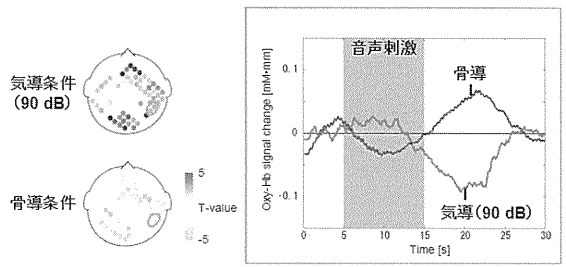 気導条件
（90 dB）
骨導条件
5
T-value
-5
音声刺激
骨導
気導（90 dB）
Oxy-Hb signal change [mM•mm]
0.1
0
-0.1
0 5 10 15 20 25 30
Time [s]